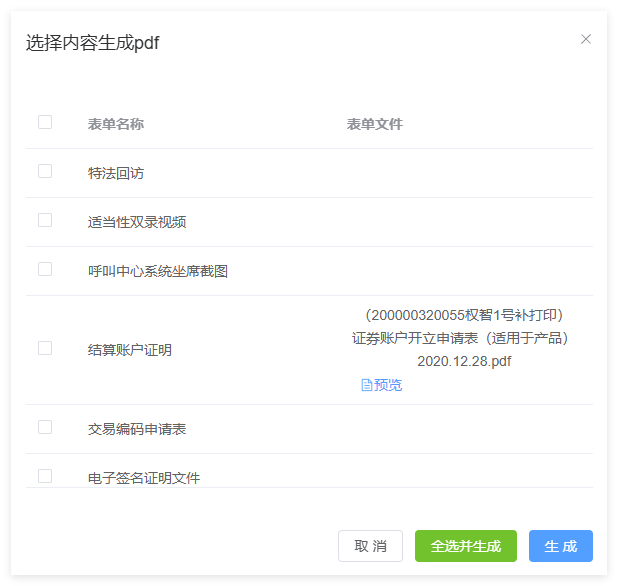 选择内容生成pdf
表单名称 表单文件
特法回访
适当性双录视频
呼叫中心系统坐席截图
结算账户证明
（200000320055权智1号补打印）
证券账户开立申请表（适用于产品）
2020.12.28.pdf
预览
交易编码申请表
电子签名证明文件
取 消 全选并生成 生 成